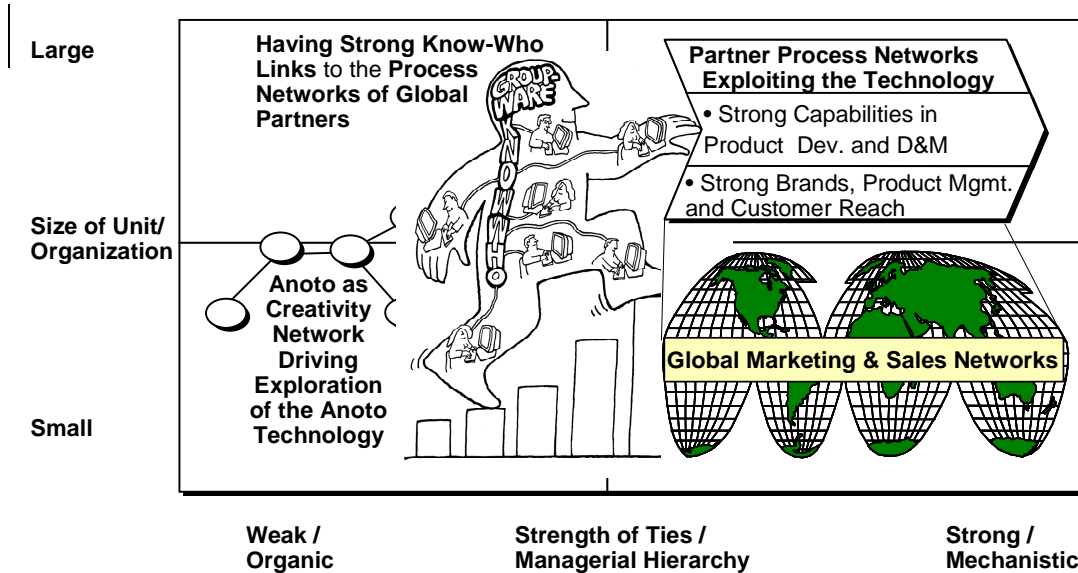 Large
Having Strong Know-Who
Links to the Process
Networks of Global
Partners
GROUP-
WARE
KNOW WHO
Partner Process Networks
Exploiting the Technology
• Strong Capabilities in
Product Dev. and D&M
• Strong Brands, Product Mgmt.
and Customer Reach
Size of Unit/
Organization
Anoto as
Creativity
Network
Driving
Exploration
of the Anoto
Technology
Global Marketing & Sales Networks
Small
Weak /
Organic
Strength of Ties /
Managerial Hierarchy
Strong /
Mechanistic